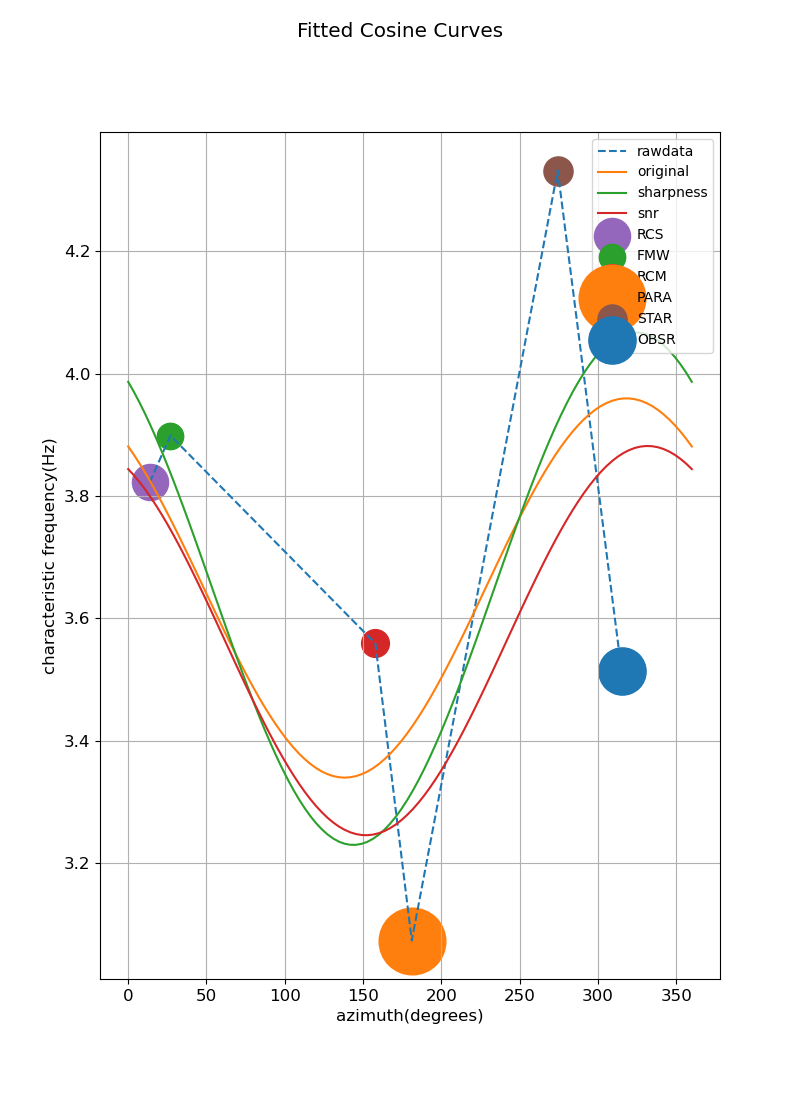 Fitted Cosine Curves
rawdata
original
sharpness
snr
RCS
FMW
RCM
PARA
STAR
OBSR
4.2
4.0
3.8
3.6
3.4
3.2
characteristic frequency(Hz)
0 50 100 150 200 250 300 350
azimuth(degrees)